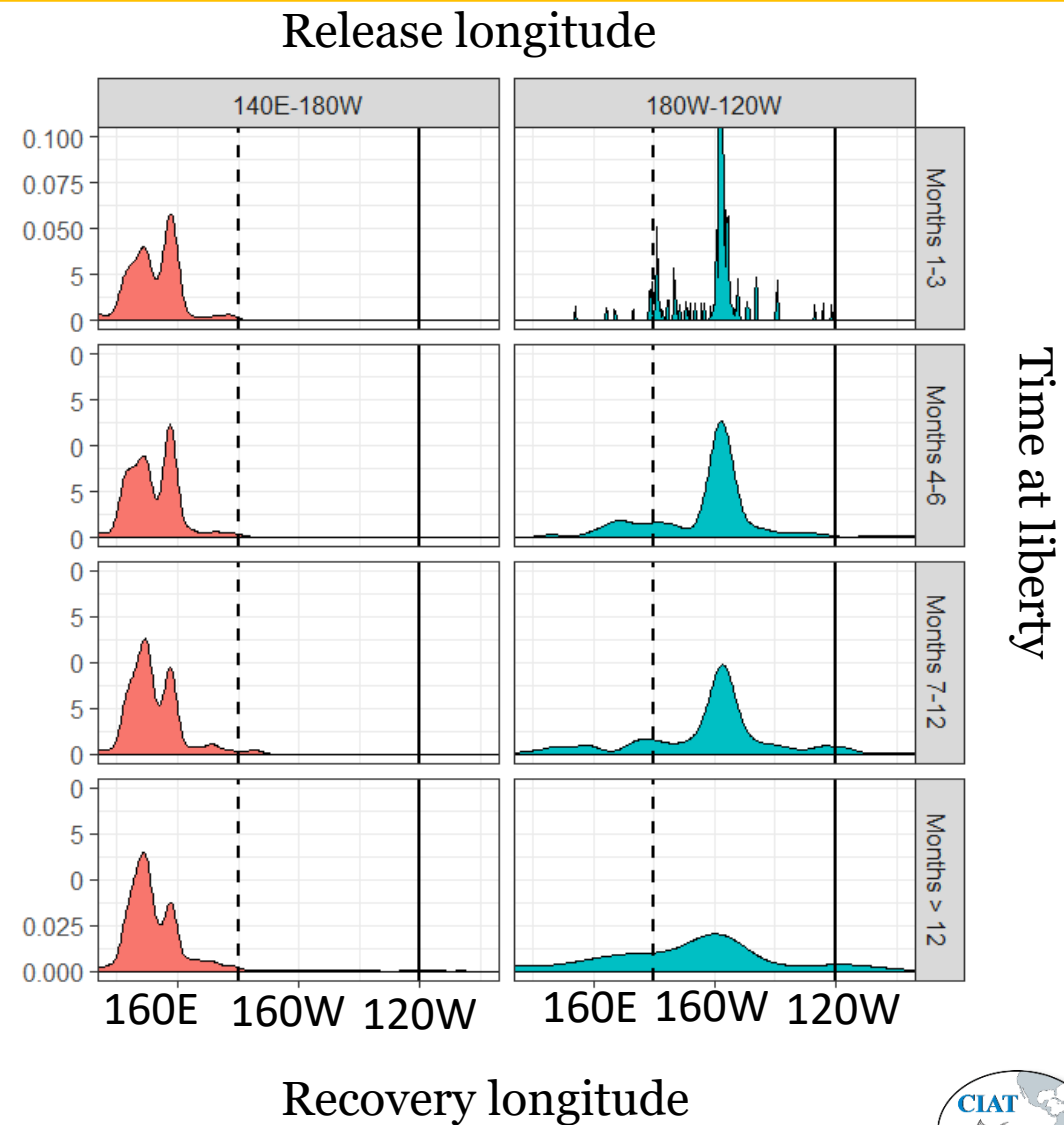 Release longitude
140E-180W 180W-120W
0.100
0.075
0.050
5
0
Months 1-3
0
5
0
5
0
Months 4-6
0
5
0
5
0
Months 7-12
0
5
0
0.025
0.000
Months > 12
Time at liberty
160E 160W 120W 160E 160W 120W
Recovery longitude
CIAT